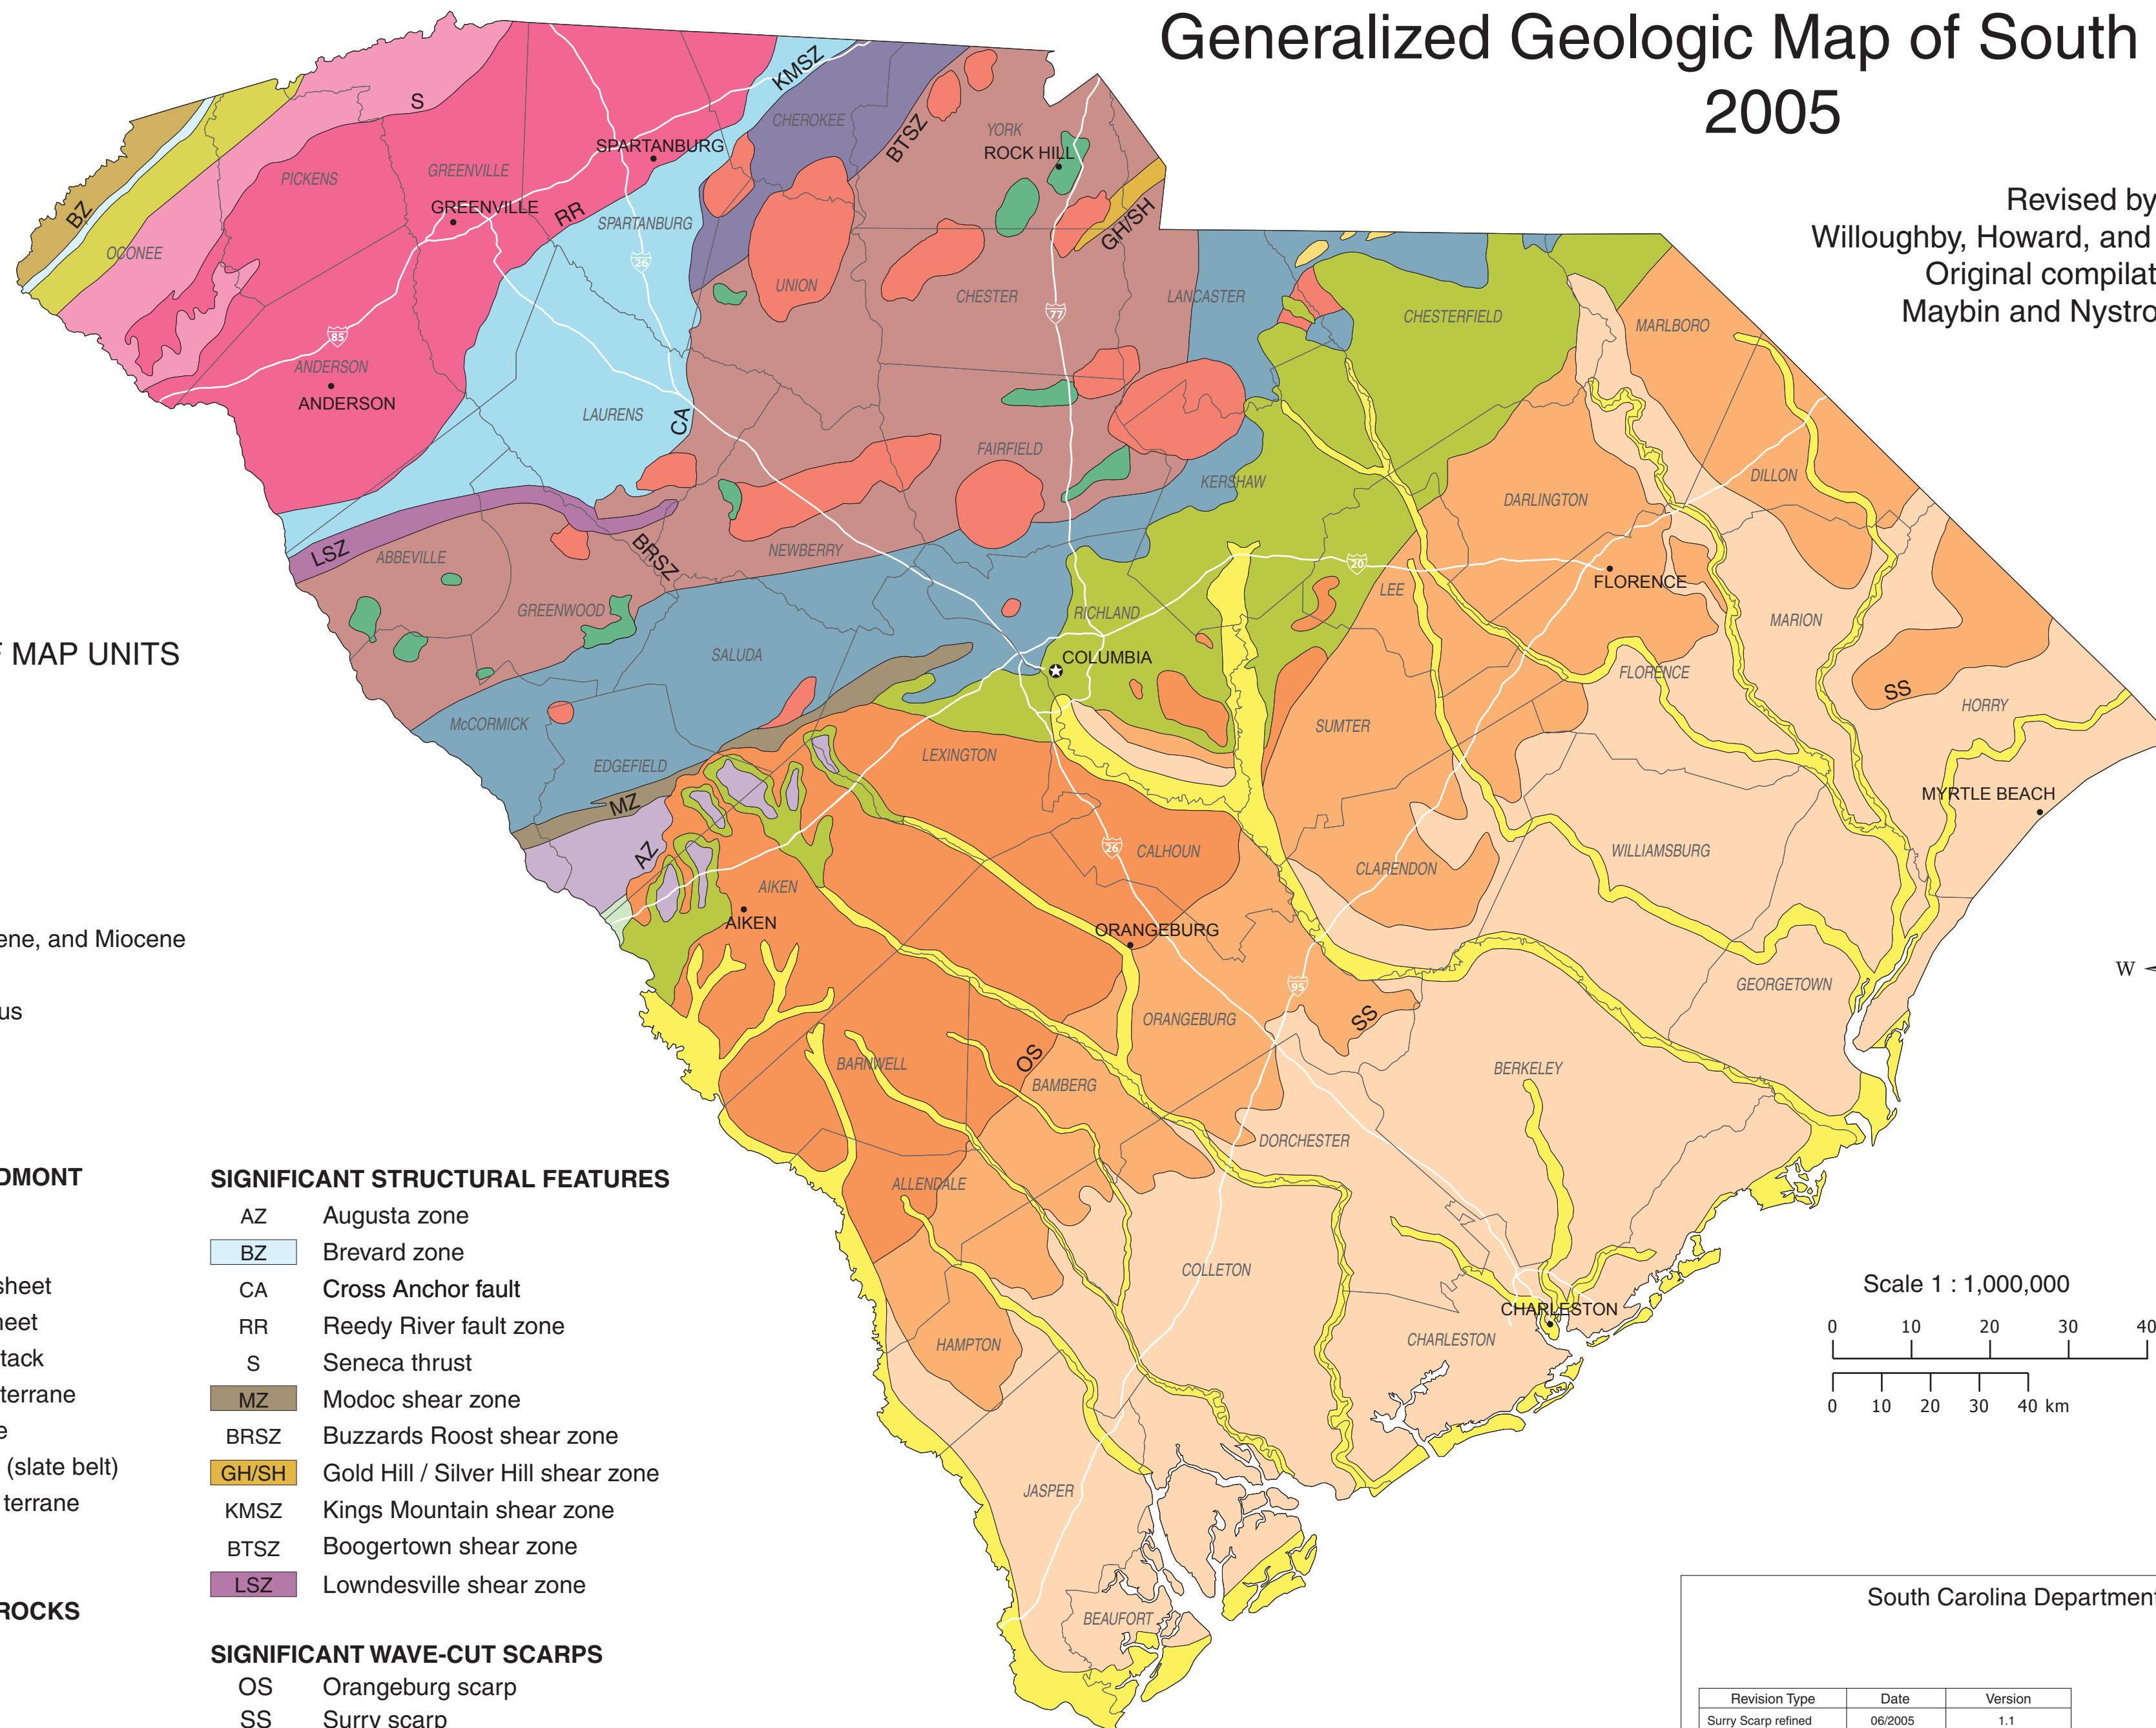 Generalized Geologic Map of South
2005
Revised by
Willoughby, Howard, and
Original compilat
Maybin and Nystro
KMSZ
S
CHEROKEE
BTSZ
YORK
ROCK HILL
SPARTANBURG
PICKENS
GREENVILLE
GREENVILLE
RR
SPARTANBURG
BZ
OCONEE
26
GH/SH
UNION
CHESTER
LANCASTER
77
CHESTERFIELD
MARLBORO
85
ANDERSON
ANDERSON
LAURENS
CA
FAIRFIELD
KERSHAW
DARLINGTON
DILLON
LSZ
ABBEVILLE
BRSZ
NEWBERRY
20
FLORENCE
LEE
GREENWOOD
RICHLAND
MARION
F MAP UNITS
SALUDA
COLUMBIA
FLORENCE
SS
HORRY
McCORMICK
SUMTER
LEXINGTON
EDGEFIELD
MZ
MYRTLE BEACH
AZ
26
CALHOUN
WILLIAMSBURG
CLARENDON
AIKEN
AIKEN
ORANGEBURG
ene, and Miocene
W
95
GEORGETOWN
us
ORANGEBURG
SS
OS
BARNWELL
BAMBERG
BERKELEY
DORCHESTER
ALLENDALE
COLLETON
HAMPTON
CHARLESTON
CHARLESTON
JASPER
BEAUFORT
DMONT
sheet
heet
tack
terrane
e
(slate belt)
terrane
ROCKS
SIGNIFICANT STRUCTURAL FEATURES
AZ Augusta zone
BZ Brevard zone
CA Cross Anchor fault
RR Reedy River fault zone
S Seneca thrust
MZ Modoc shear zone
BRSZ Buzzards Roost shear zone
GH/SH Gold Hill / Silver Hill shear zone
KMSZ Kings Mountain shear zone
BTSZ Boogertown shear zone
LSZ Lowndesville shear zone
SIGNIFICANT WAVE-CUT SCARPS
OS Orangeburg scarp
SS Surry scarp
Scale 1 : 1,000,000
0 10 20 30 40
0 10 20 30 40 km
South Carolina Department
Revision Type Date Version
Surry Scarp refined 06/2005 1.1